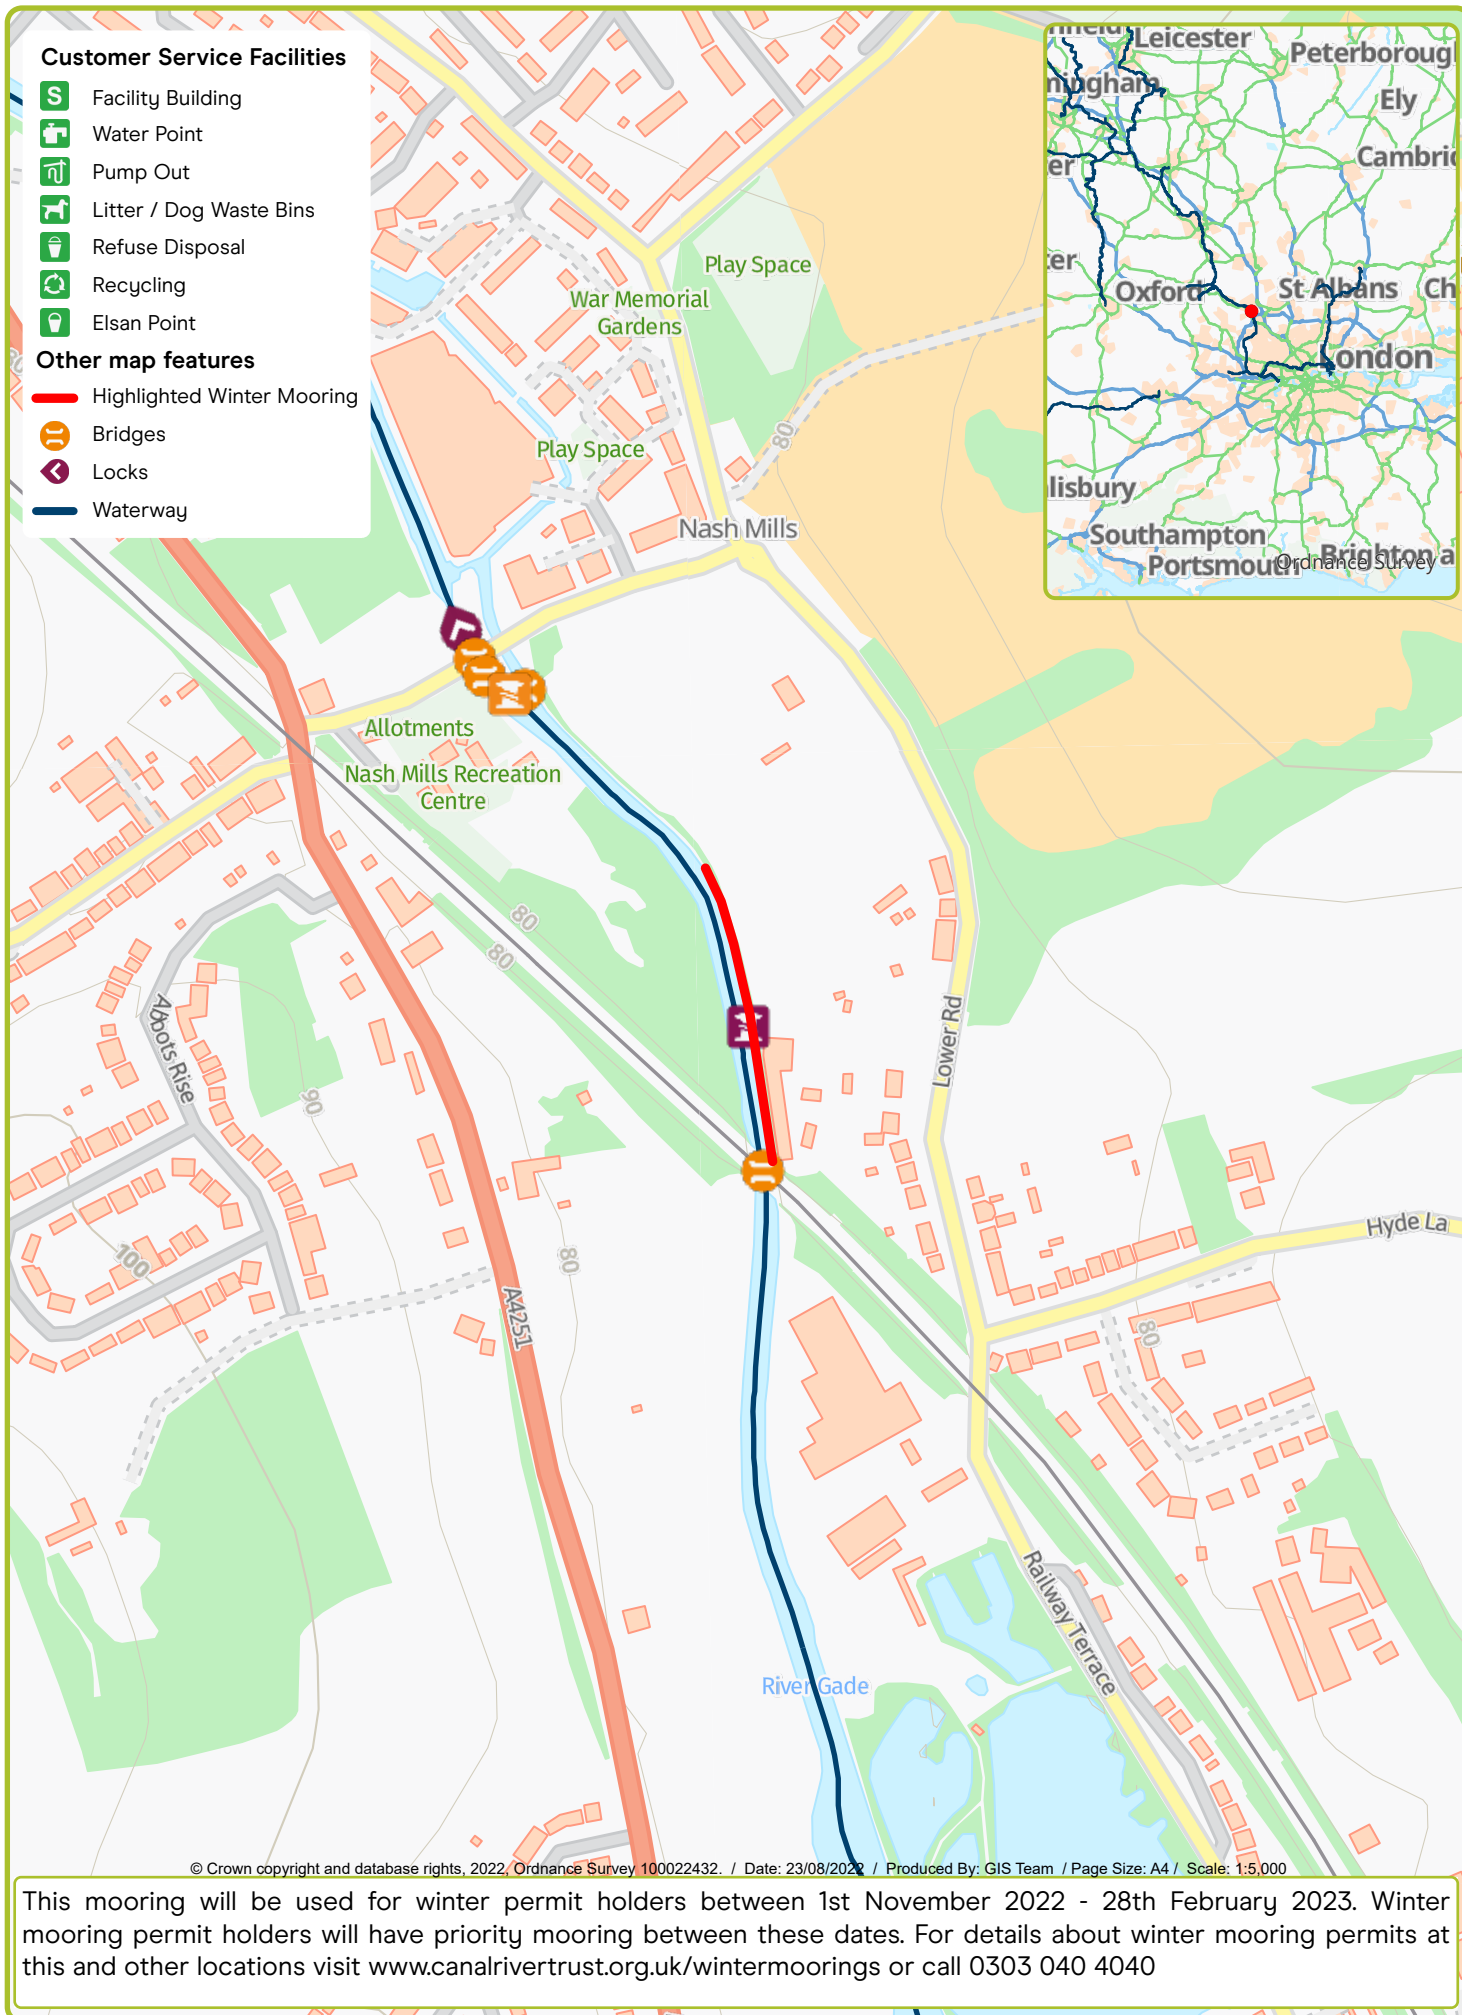 Customer Service Facilities
S
Facility Building
Water Point
Pump Out
Litter / Dog Waste Bins
Refuse Disposal
Recycling
Elsan Point
Other map features
Highlighted Winter Mooring
Bridges
Locks
Waterway
Leicester
Peterboroug
ningham
Ely
Cambric
er
ter
Oxford
St Albans
Ch
London
lisbury
Southampton
Portsmouth
Brighton a
Ordnance Survey
Play Space
War Memorial
Gardens
80
Play Space
Nash Mills
Allotments
Nash Mills Recreation
Centre
80
80
Abbots Rise
90
Lower Rd
100
80
A4251
Hyde La
80
Railway Terrace
River Gade
© Crown copyright and database rights, 2022, Ordnance Survey 100022432. / Date: 23/08/2022 / Produced By: GIS Team / Page Size: A4 / Scale: 1:5,000
This mooring will be used for winter permit holders between 1st November 2022 - 28th February 2023. Winter
mooring permit holders will have priority mooring between these dates. For details about winter mooring permits at
this and other locations visit www.canalrivertrust.org.uk/wintermoorings or call 0303 040 4040